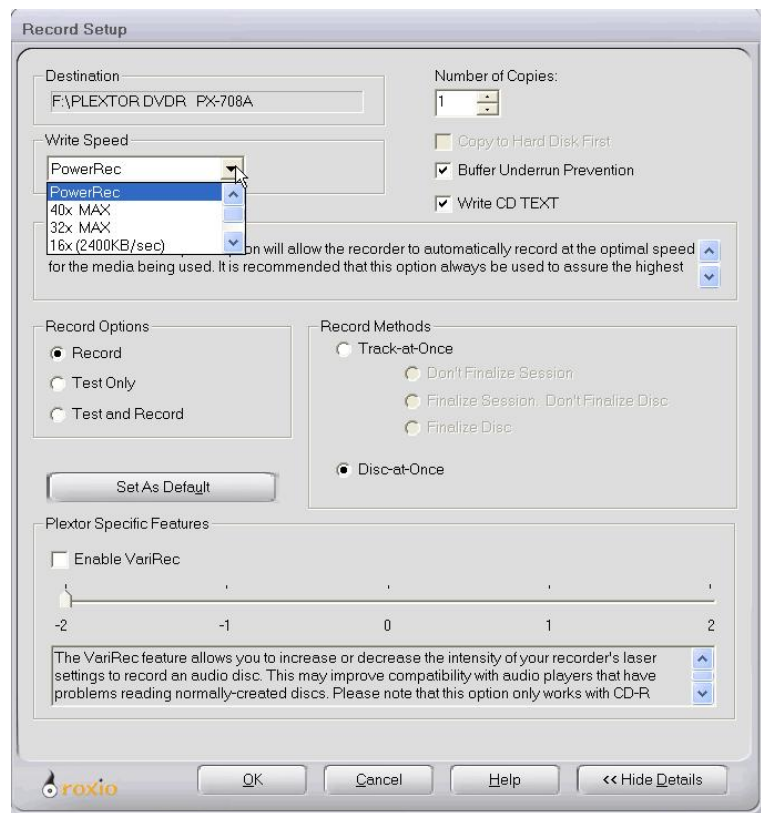 Record Setup
Destination
F:\PLEXTOR DVDR PX-708A
Number of Copies:
1
Write Speed
PowerRec
PowerRec
40x MAX
32x MAX
16x (2400KB/sec)
Copy to Hard Disk First
Buffer Underrun Prevention
Write CD TEXT
on will allow the recorder to automatically record at the optimal speed
for the media being used. It is recommended that this option always be used to assure the highest
Record Options
Record
Test Only
Test and Record
Set As Default
Record Methods
Track-at-Once
Don't Finalize Session
Finalize Session. Don't Finalize Disc
Finalize Disc
Disc-at-Once
Plextor Specific Features
Enable VariRec
-2 -1 0 1 2
The VariRec feature allows you to increase or decrease the intensity of your recorder's laser
settings to record an audio disc. This may improve compatibility with audio players that have
problems reading normally-created discs. Please note that this option only works with CD-R
roxio
OK
Cancel
Help
<< Hide Details